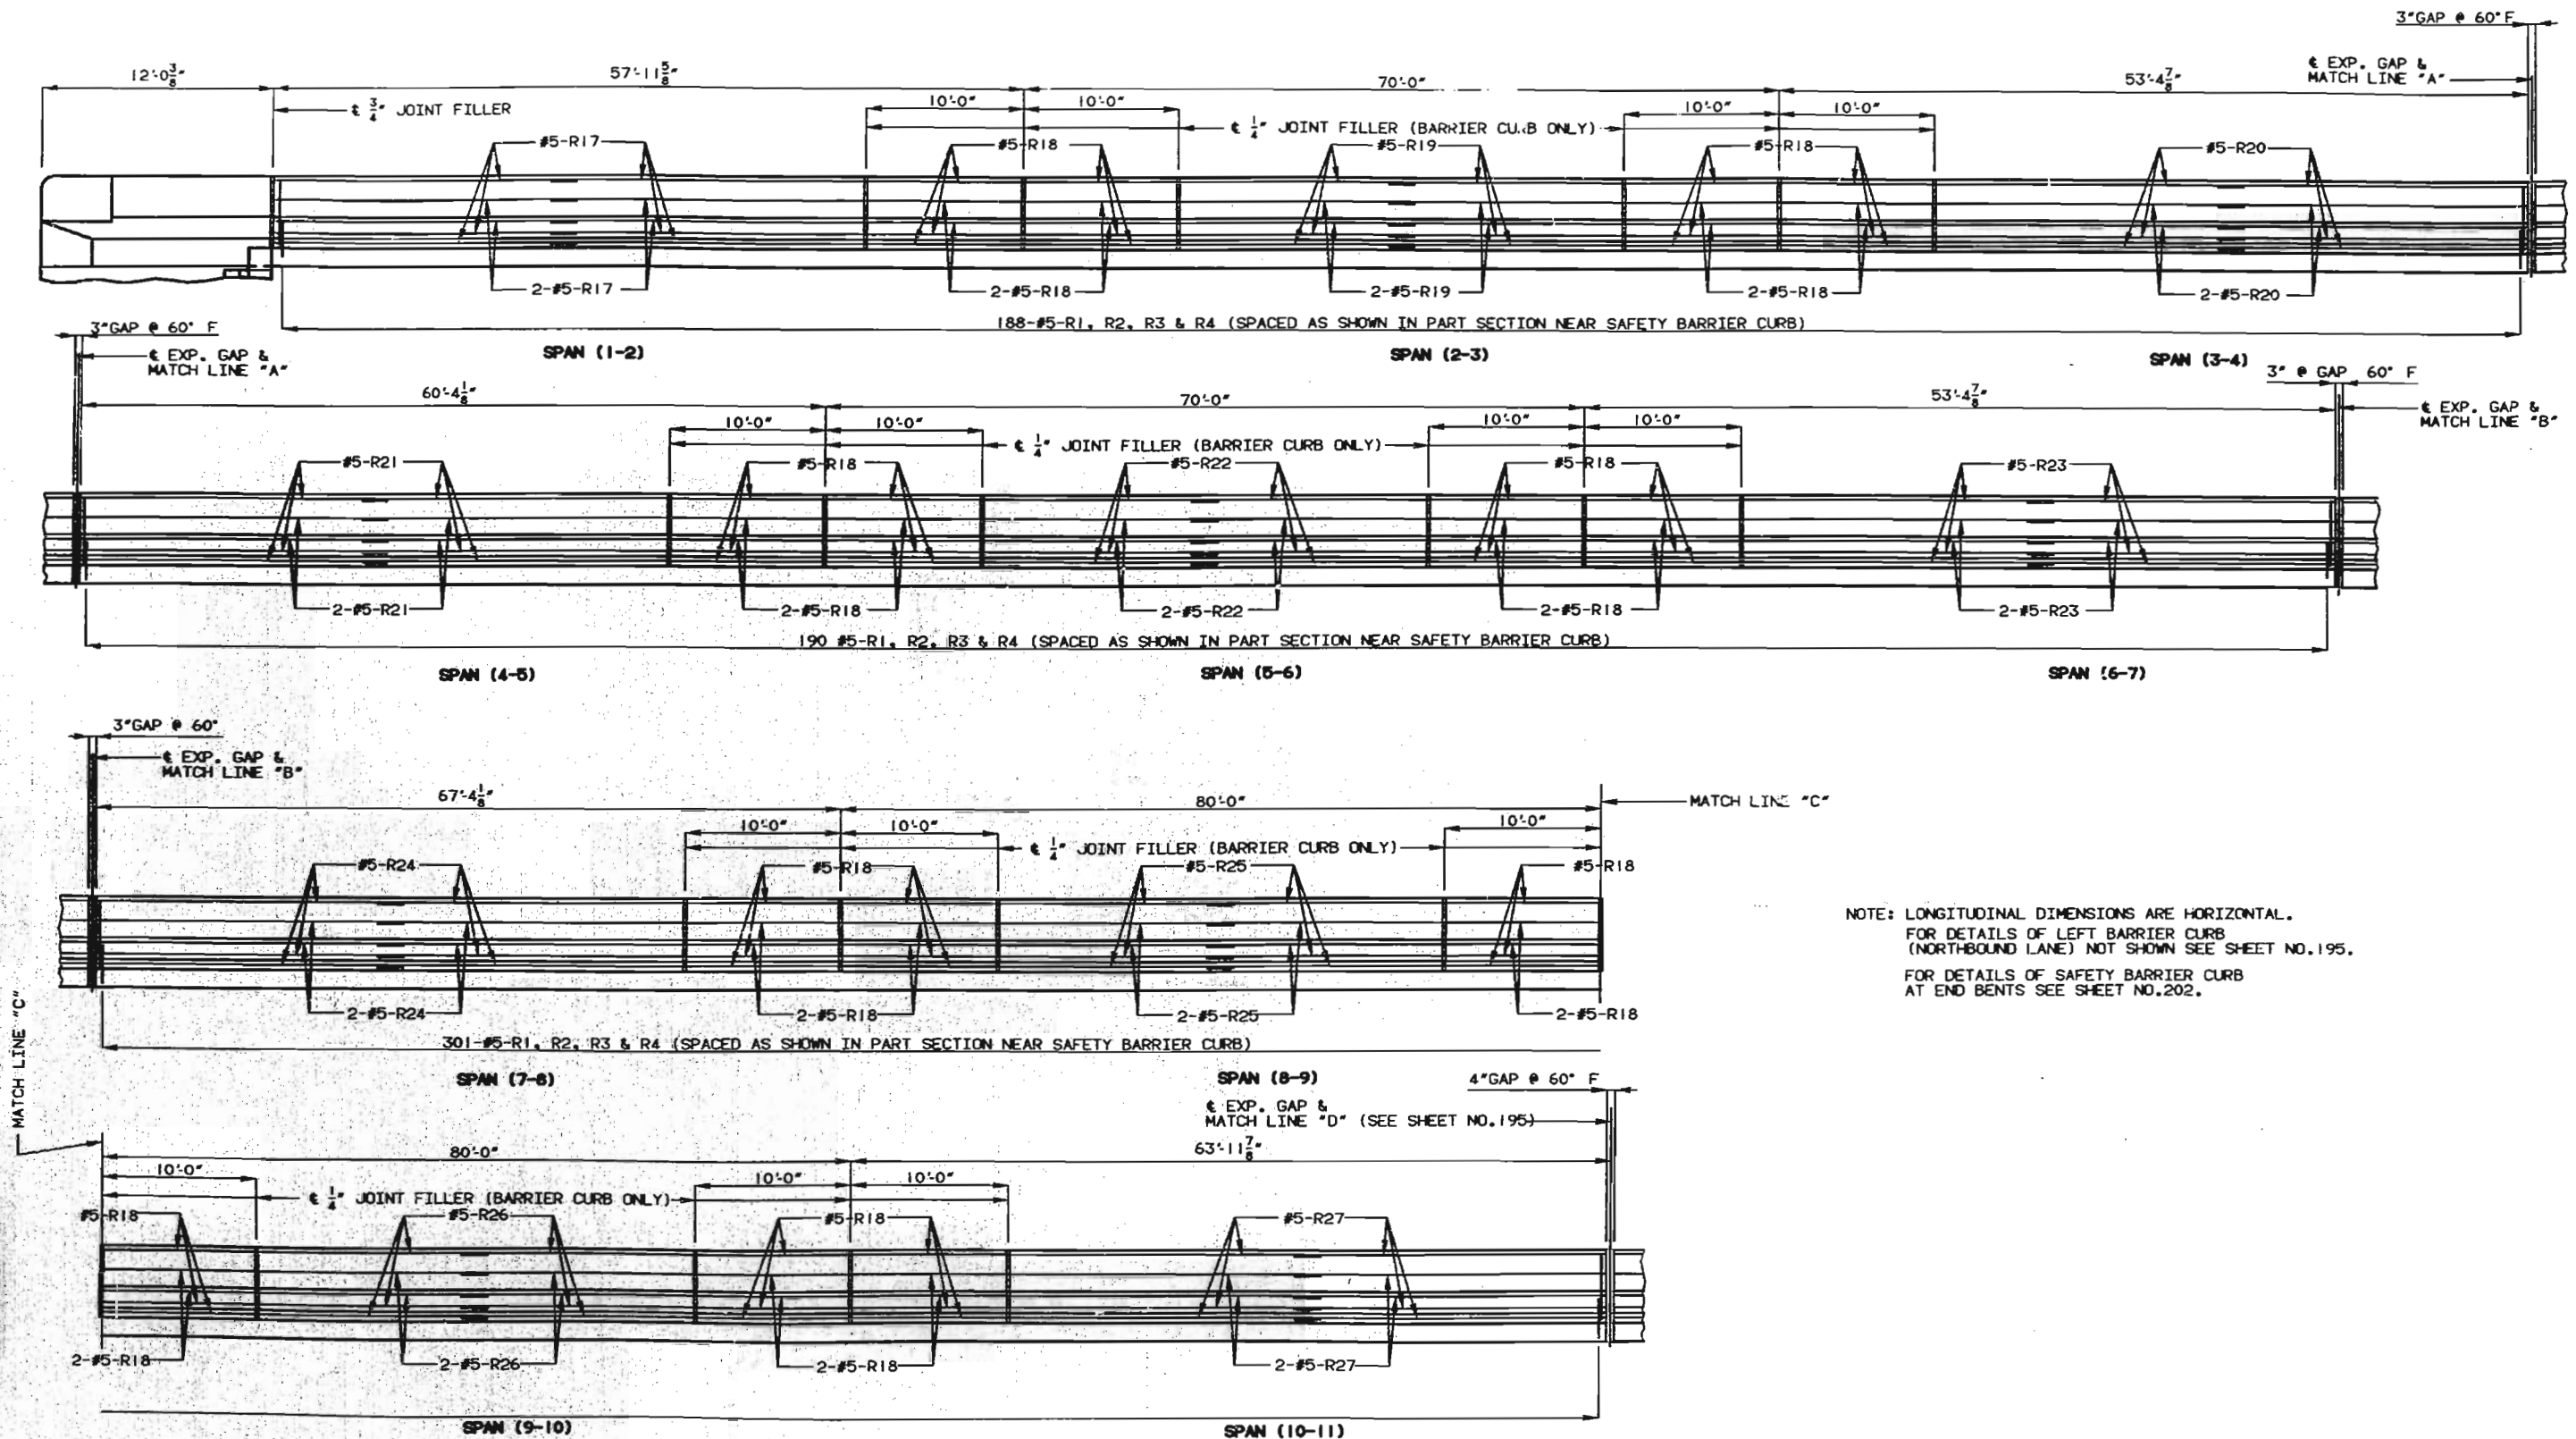 3"GAP @ 60°F
℄ EXP. GAP &
MATCH LINE "A"
12'-0 3/8"
57'-11 5/8"
70'-0"
53'-4 7/8"
℄ 3/4" JOINT FILLER
10'-0"
10'-0"
℄ 1/4" JOINT FILLER (BARRIER CURB ONLY)
10'-0"
10'-0"
#5-R17
#5-R18
#5-R19
#5-R18
#5-R20
2-#5-R17
2-#5-R18
2-#5-R19
2-#5-R18
2-#5-R20
188-#5-R1, R2, R3 & R4 (SPACED AS SHOWN IN PART SECTION NEAR SAFETY BARRIER CURB)
SPAN (1-2)
SPAN (2-3)
SPAN (3-4)
3"GAP @ 60° F
℄ EXP. GAP &
MATCH LINE "A"
3" @ GAP 60° F
℄ EXP. GAP &
MATCH LINE "B"
60'-4 1/8"
70'-0"
53'-4 7/8"
10'-0"
10'-0"
℄ 1/4" JOINT FILLER (BARRIER CURB ONLY)
10'-0"
10'-0"
#5-R21
#5-R18
#5-R22
#5-R18
#5-R23
2-#5-R21
2-#5-R18
2-#5-R22
2-#5-R18
2-#5-R23
190 #5-R1, R2, R3 & R4 (SPACED AS SHOWN IN PART SECTION NEAR SAFETY BARRIER CURB)
SPAN (4-5)
SPAN (5-6)
SPAN (6-7)
3"GAP @ 60°
℄ EXP. GAP &
MATCH LINE "B"
67'-4 1/8"
80'-0"
MATCH LINE "C"
10'-0"
10'-0"
℄ 1/4" JOINT FILLER (BARRIER CURB ONLY)
10'-0"
#5-R24
#5-R18
#5-R25
#5-R18
2-#5-R24
2-#5-R18
2-#5-R25
2-#5-R18
301-#5-R1, R2, R3 & R4 (SPACED AS SHOWN IN PART SECTION NEAR SAFETY BARRIER CURB)
SPAN (7-8)
SPAN (8-9)
NOTE: LONGITUDINAL DIMENSIONS ARE HORIZONTAL.
FOR DETAILS OF LEFT BARRIER CURB
(NORTHBOUND LANE) NOT SHOWN SEE SHEET NO.195.
FOR DETAILS OF SAFETY BARRIER CURB
AT END BENTS SEE SHEET NO.202.
MATCH LINE "C"
4"GAP @ 60° F
℄ EXP. GAP &
MATCH LINE "D" (SEE SHEET NO.195)
80'-0"
63'-11 7/8"
10'-0"
℄ 1/4" JOINT FILLER (BARRIER CURB ONLY)
10'-0"
10'-0"
#5-R18
#5-R26
#5-R18
#5-R27
2-#5-R18
2-#5-R26
2-#5-R18
2-#5-R27
SPAN (9-10)
SPAN (10-11)